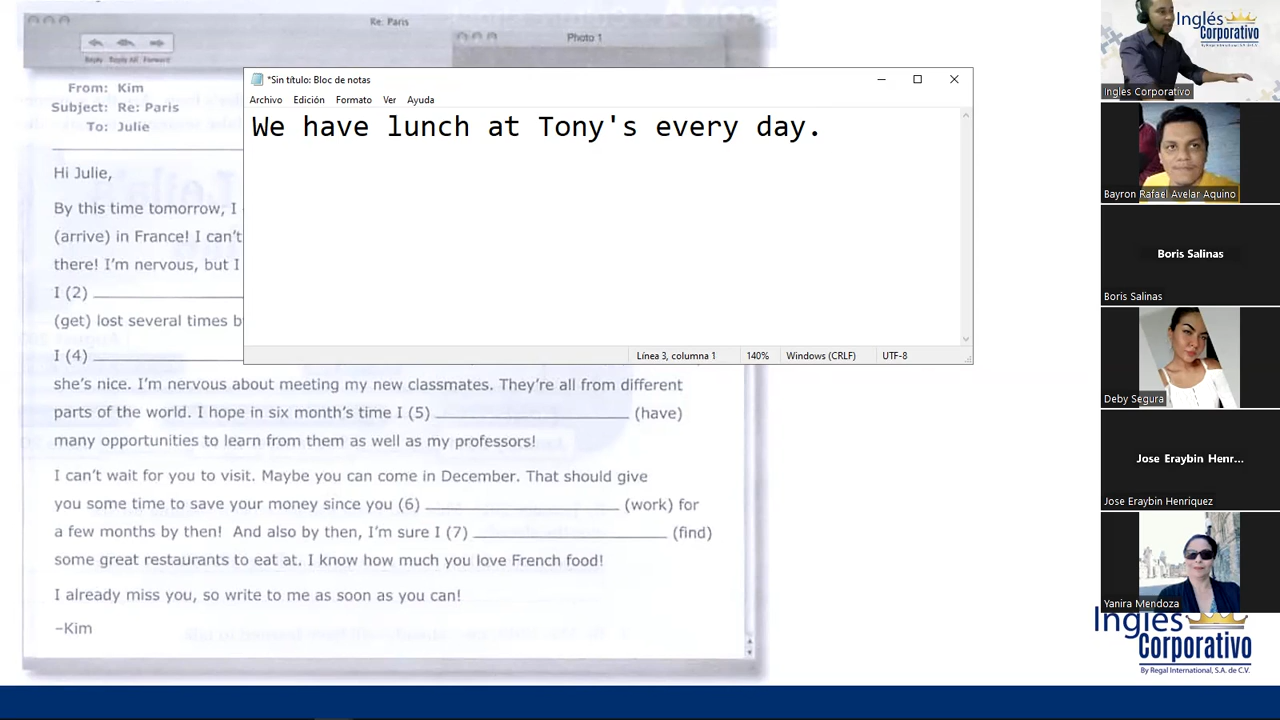 Re: Paris
Photo 1
Reply Reply All Forward
From: Kim
Subject: Re: Paris
To: Julie
*Sin título: Bloc de notas
Archivo Edición Formato Ver Ayuda
We have lunch at Tony's every day.
Línea 3, columna 1 140% Windows (CRLF) UTF-8
Hi Julie,
By this time tomorrow, I
(arrive) in France! I can't
there! I'm nervous, but I
I (2)
(get) lost several times b
I (4)
she's nice. I'm nervous about meeting my new classmates. They're all from different
parts of the world. I hope in six month's time I (5) (have)
many opportunities to learn from them as well as my professors!
I can't wait for you to visit. Maybe you can come in December. That should give
you some time to save your money since you (6) (work) for
a few months by then! And also by then, I'm sure I (7) (find)
some great restaurants to eat at. I know how much you love French food!
I already miss you, so write to me as soon as you can!
–Kim
Inglés
Corporativo
By Regal International, S.A. de C.V.
Ingles Corporativo
Bayron Rafael Avelar Aquino
Boris Salinas
Boris Salinas
Deby Segura
Jose Eraybin Henr...
Jose Eraybin Henriquez
Yanira Mendoza
Inglés
Corporativo
By Regal International, S.A. de C.V.